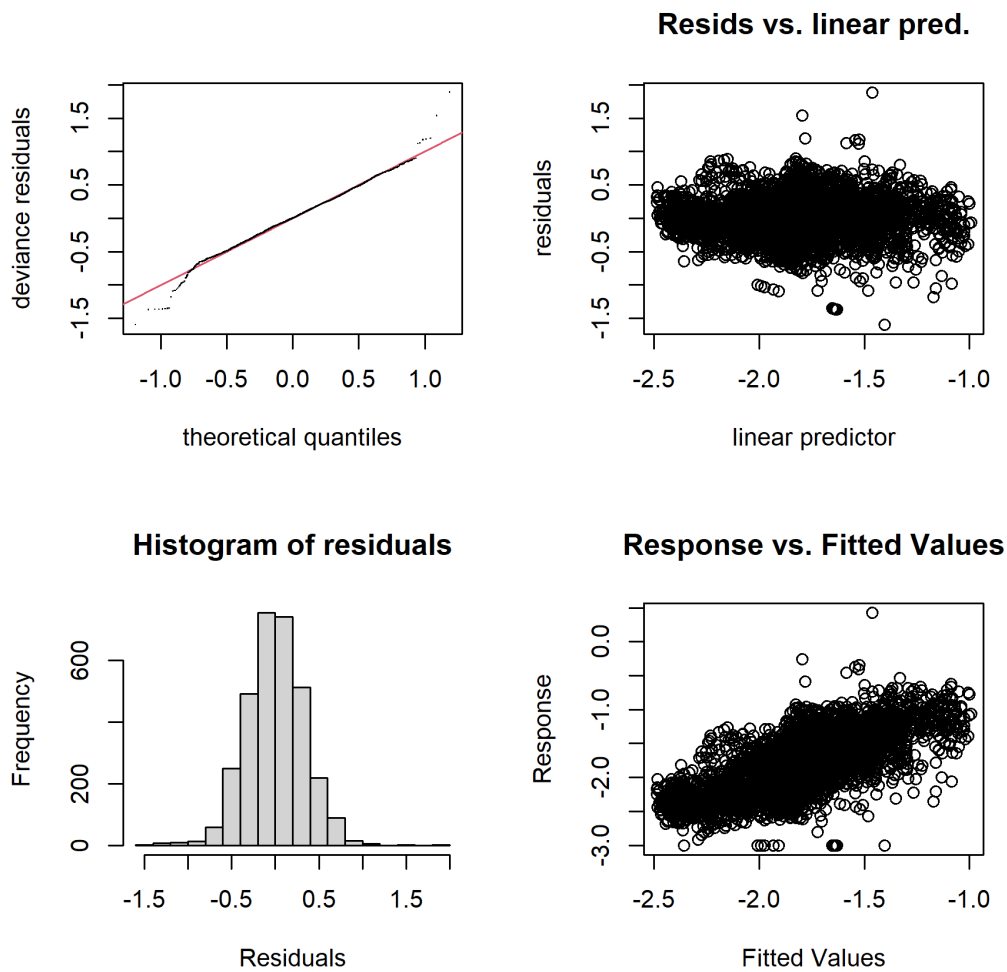 deviance residuals
-1.5 -0.5 0.5 1.5
-1.0 -0.5 0.0 0.5 1.0
theoretical quantiles
Resids vs. linear pred.
residuals
-1.5 -0.5 0.5 1.5
-2.5 -2.0 -1.5 -1.0
linear predictor
Histogram of residuals
Frequency
0 200 600
-1.5 -0.5 0.5 1.5
Residuals
Response vs. Fitted Values
Response
-3.0 -2.0 -1.0 0.0
-2.5 -2.0 -1.5 -1.0
Fitted Values